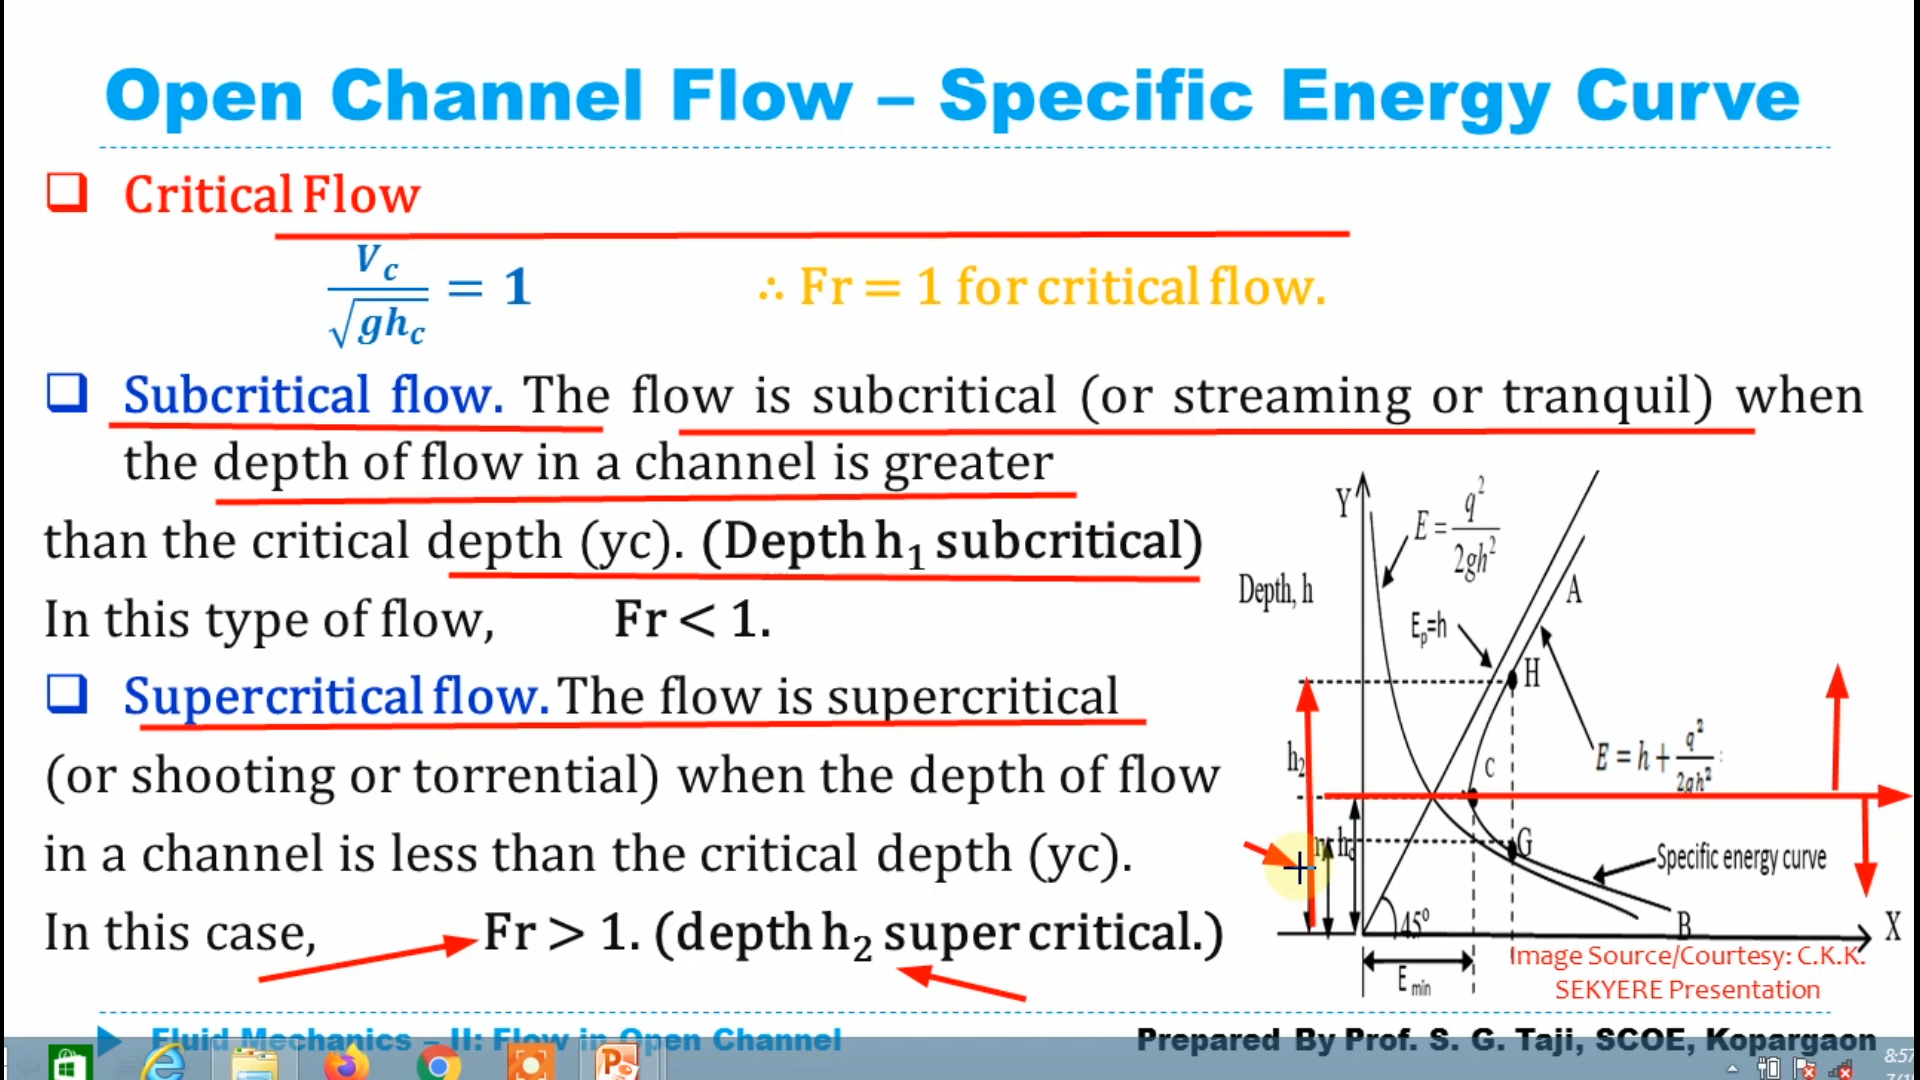 Open Channel Flow – Specific Energy Curve
❑ Critical Flow
V_c / √(gh_c) = 1 ∴ Fr = 1 for critical flow.
❑ Subcritical flow. The flow is subcritical (or streaming or tranquil) when
the depth of flow in a channel is greater
than the critical depth (yc). (Depth h₁ subcritical)
In this type of flow, Fr < 1.
❑ Supercritical flow. The flow is supercritical
(or shooting or torrential) when the depth of flow
in a channel is less than the critical depth (yc).
In this case, Fr > 1. (depth h₂ super critical.)
Y
E = q²/2gh²
Depth, h
A
E_p=h
H
h₂
C
E = h + q²/2gh²
G
Specific energy curve
45°
B
X
E min
Image Source/Courtesy: C.K.K.
SEKYERE Presentation
Fluid Mechanics – II: Flow in Open Channel
Prepared By Prof. S. G. Taji, SCOE, Kopargaon